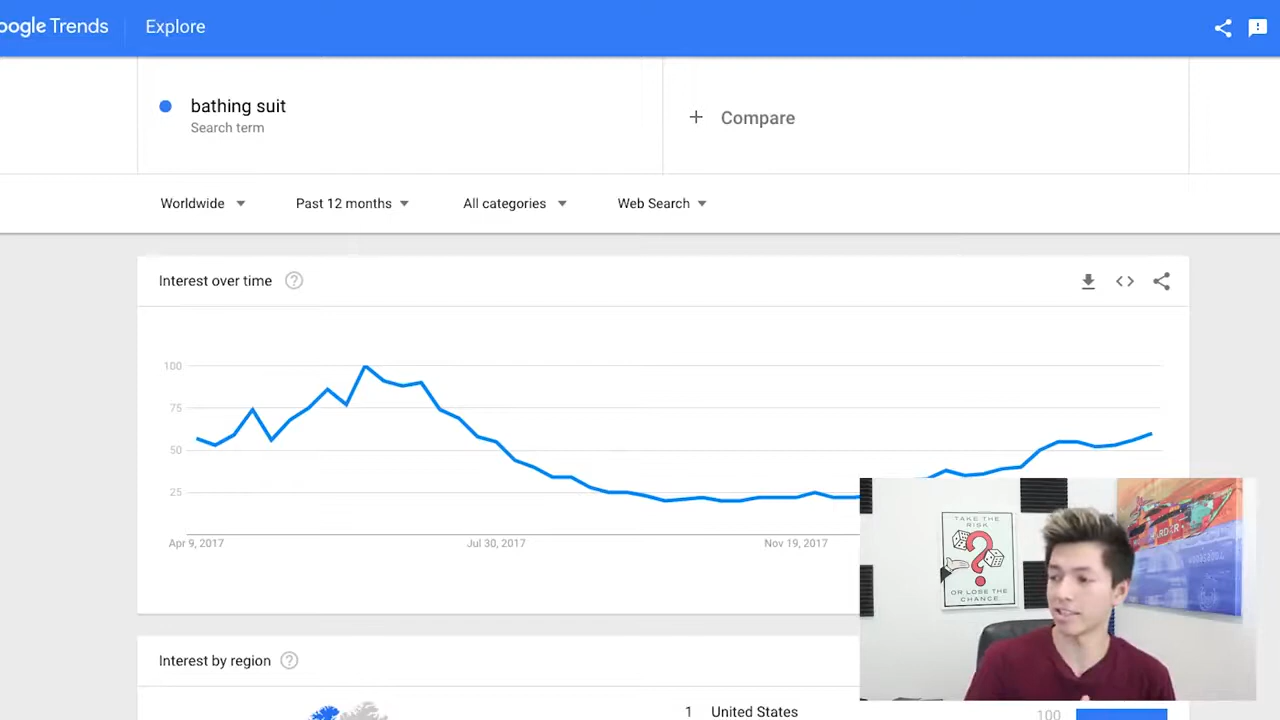 oogle Trends
Explore
bathing suit
Search term
+ Compare
Worldwide
Past 12 months
All categories
Web Search
Interest over time
100
75
50
25
Apr 9, 2017
Jul 30, 2017
Nov 19, 2017
TAKE THE
RISK
OR LOSE THE
CHANCE
Interest by region
1 United States
100